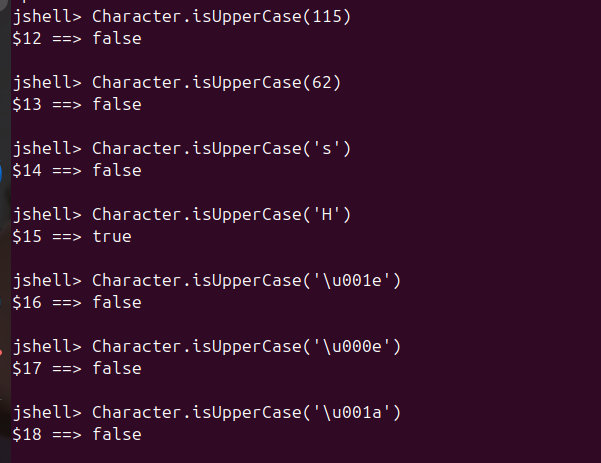 jshell> Character.isUpperCase(115)
$12 ==> false
jshell> Character.isUpperCase(62)
$13 ==> false
jshell> Character.isUpperCase('s')
$14 ==> false
jshell> Character.isUpperCase('H')
$15 ==> true
jshell> Character.isUpperCase('\u001e')
$16 ==> false
jshell> Character.isUpperCase('\u000e')
$17 ==> false
jshell> Character.isUpperCase('\u001a')
$18 ==> false